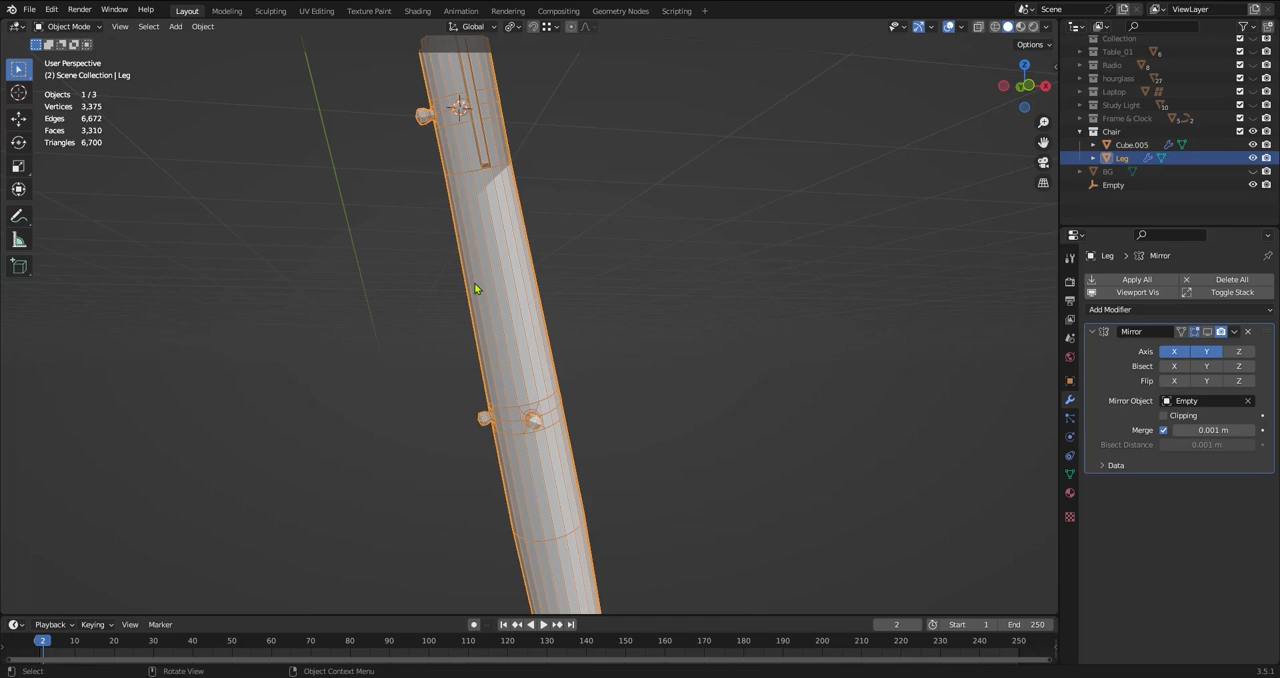 File Edit Render Window Help Layout Modeling Sculpting UV Editing Texture Paint Shading Animation Rendering Compositing Geometry Nodes Scripting + Scene ViewLayer
Object Mode View Select Add Object Global
Options
User Perspective
(2) Scene Collection | Leg
Objects 1 / 3
Vertices 3,375
Edges 6,672
Faces 3,310
Triangles 6,700
Z
X
Y
Collection
Table_01 6
Radio 8
hourglass 27
Laptop
Study Light 10
Frame & Clock 5 2
Chair
Cube.005
Leg
BG
Empty
Leg > Mirror
Apply All Delete All
Viewport Vis Toggle Stack
Add Modifier
Mirror
Axis X Y Z
Bisect X Y Z
Flip X Y Z
Mirror Object Empty
Clipping
Merge 0.001 m
Bisect Distance 0.001 m
Data
Playback Keying View Marker 2 Start 1 End 250
2 10 20 30 40 50 60 70 80 90 100 110 120 130 140 150 160 170 180 190 200 210 220 230 240 250
Select Rotate View Object Context Menu 3.5.1